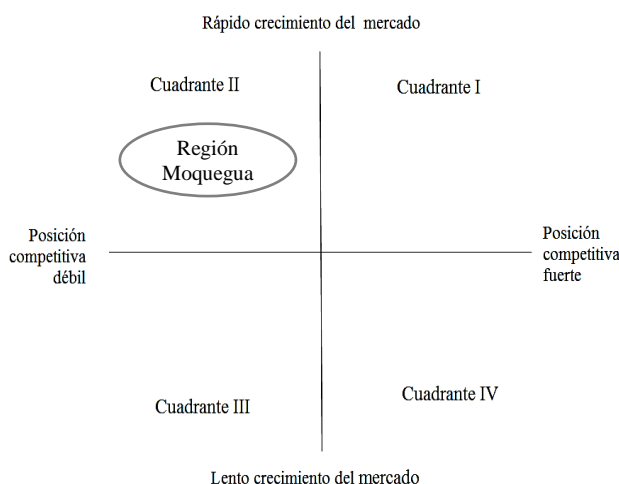 Rápido crecimiento del mercado
Cuadrante II
Cuadrante I
Región
Moquegua
Posición
competitiva
débil
Posición
competitiva
fuerte
Cuadrante III
Cuadrante IV
Lento crecimiento del mercado